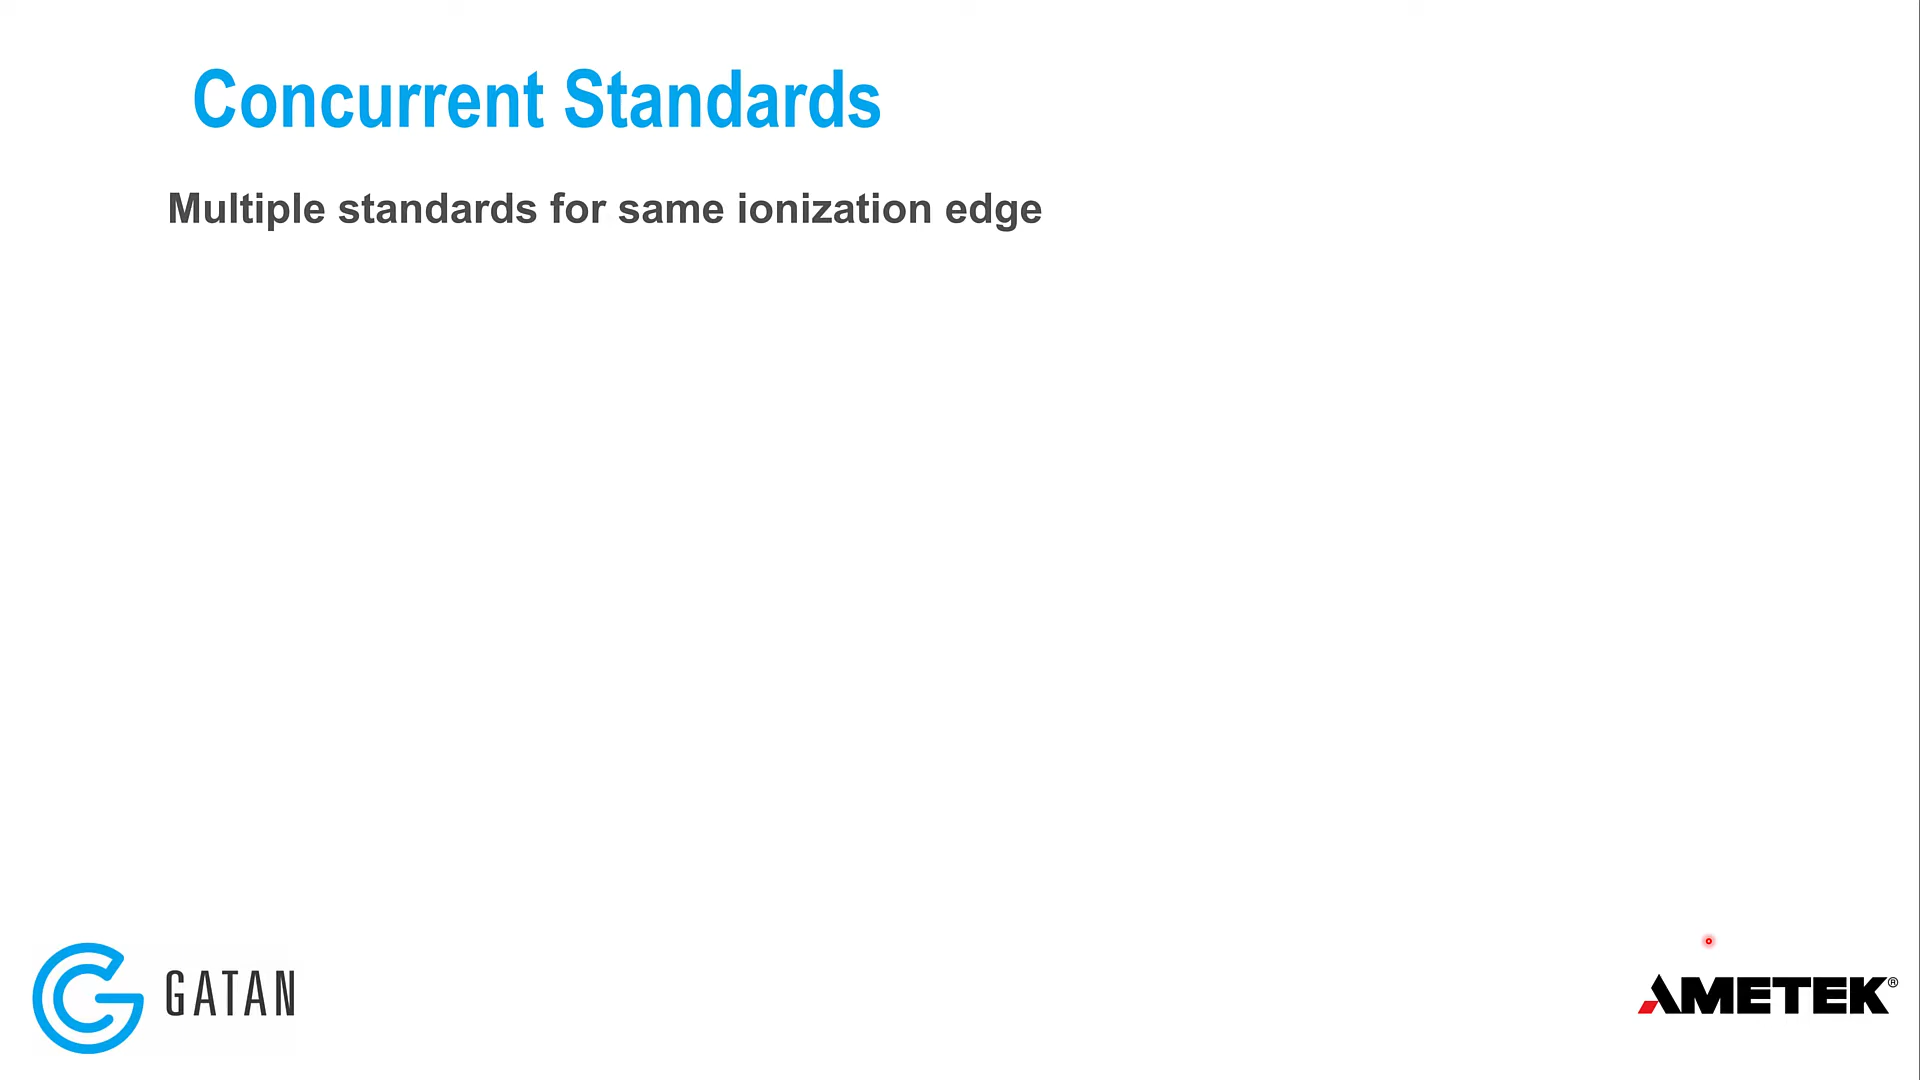 Concurrent Standards
Multiple standards for same ionization edge
GATAN
AMETEK®